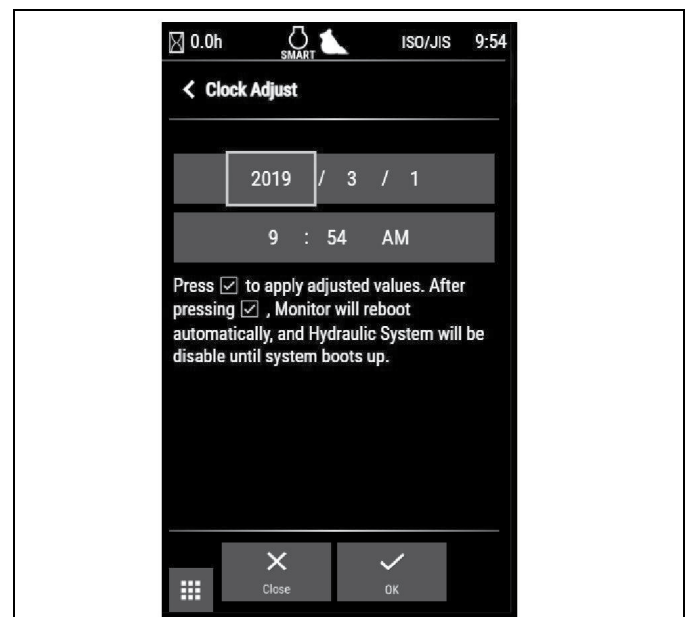 0.0h SMART ISO/JIS 9:54
Clock Adjust
2019 / 3 / 1
9 : 54 AM
Press ☑ to apply adjusted values. After
pressing ☑ , Monitor will reboot
automatically, and Hydraulic System will be
disable until system boots up.
Close OK